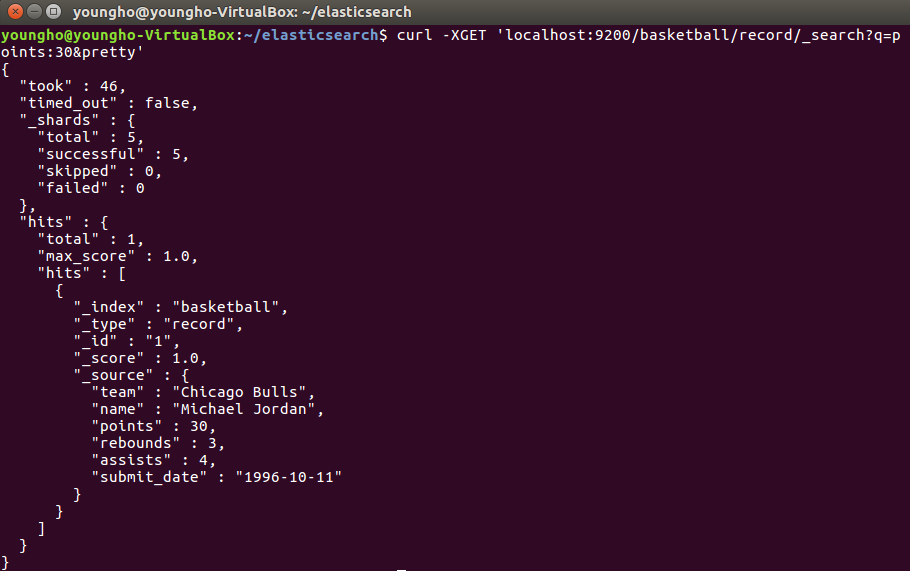 youngho@youngho-VirtualBox: ~/elasticsearch
youngho@youngho-VirtualBox:~/elasticsearch$ curl -XGET 'localhost:9200/basketball/record/_search?q=p
oints:30&pretty'
{
  "took" : 46,
  "timed_out" : false,
  "_shards" : {
    "total" : 5,
    "successful" : 5,
    "skipped" : 0,
    "failed" : 0
  },
  "hits" : {
    "total" : 1,
    "max_score" : 1.0,
    "hits" : [
      {
        "_index" : "basketball",
        "_type" : "record",
        "_id" : "1",
        "_score" : 1.0,
        "_source" : {
          "team" : "Chicago Bulls",
          "name" : "Michael Jordan",
          "points" : 30,
          "rebounds" : 3,
          "assists" : 4,
          "submit_date" : "1996-10-11"
        }
      }
    ]
  }
}